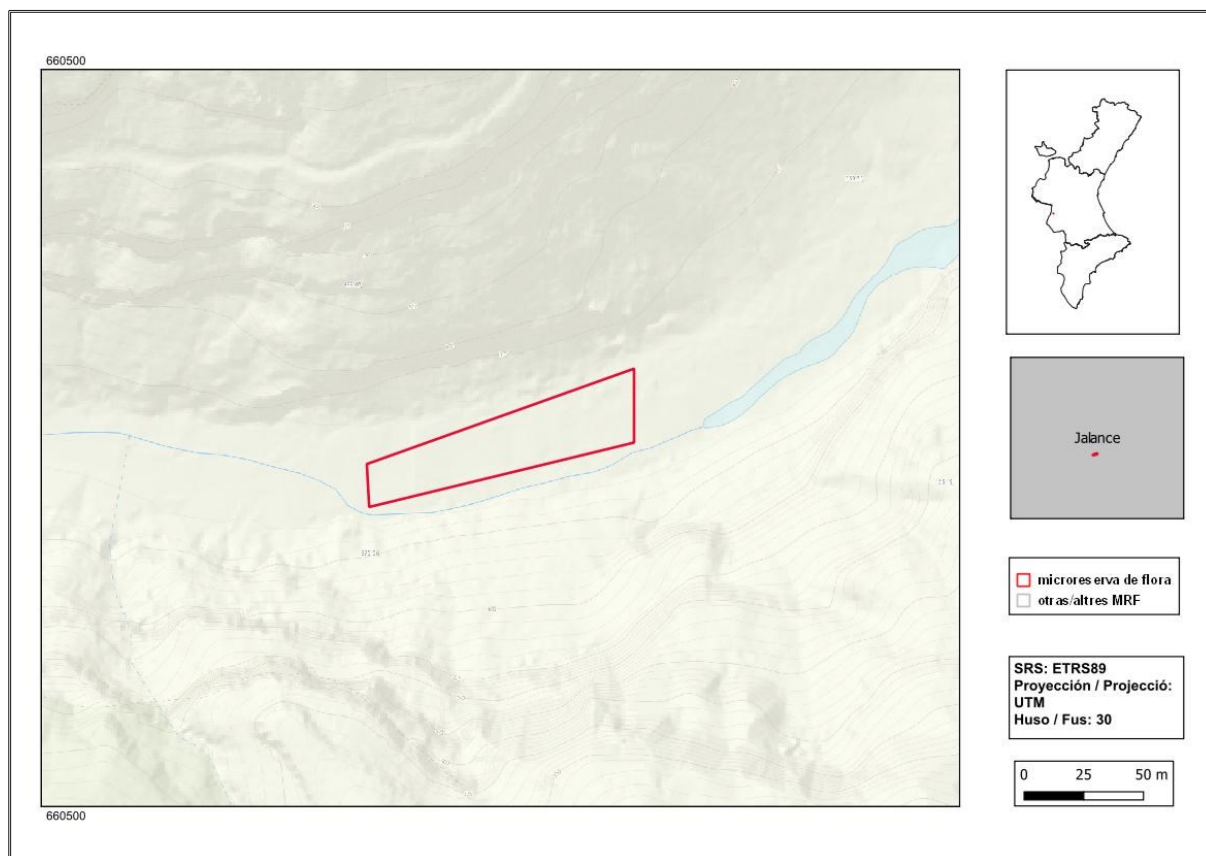 660500
Jalance
microreserva de flora
otras/altres MRF
SRS: ETRS89
Proyección / Projecció:
UTM
Huso / Fus: 30
0 25 50 m
660500